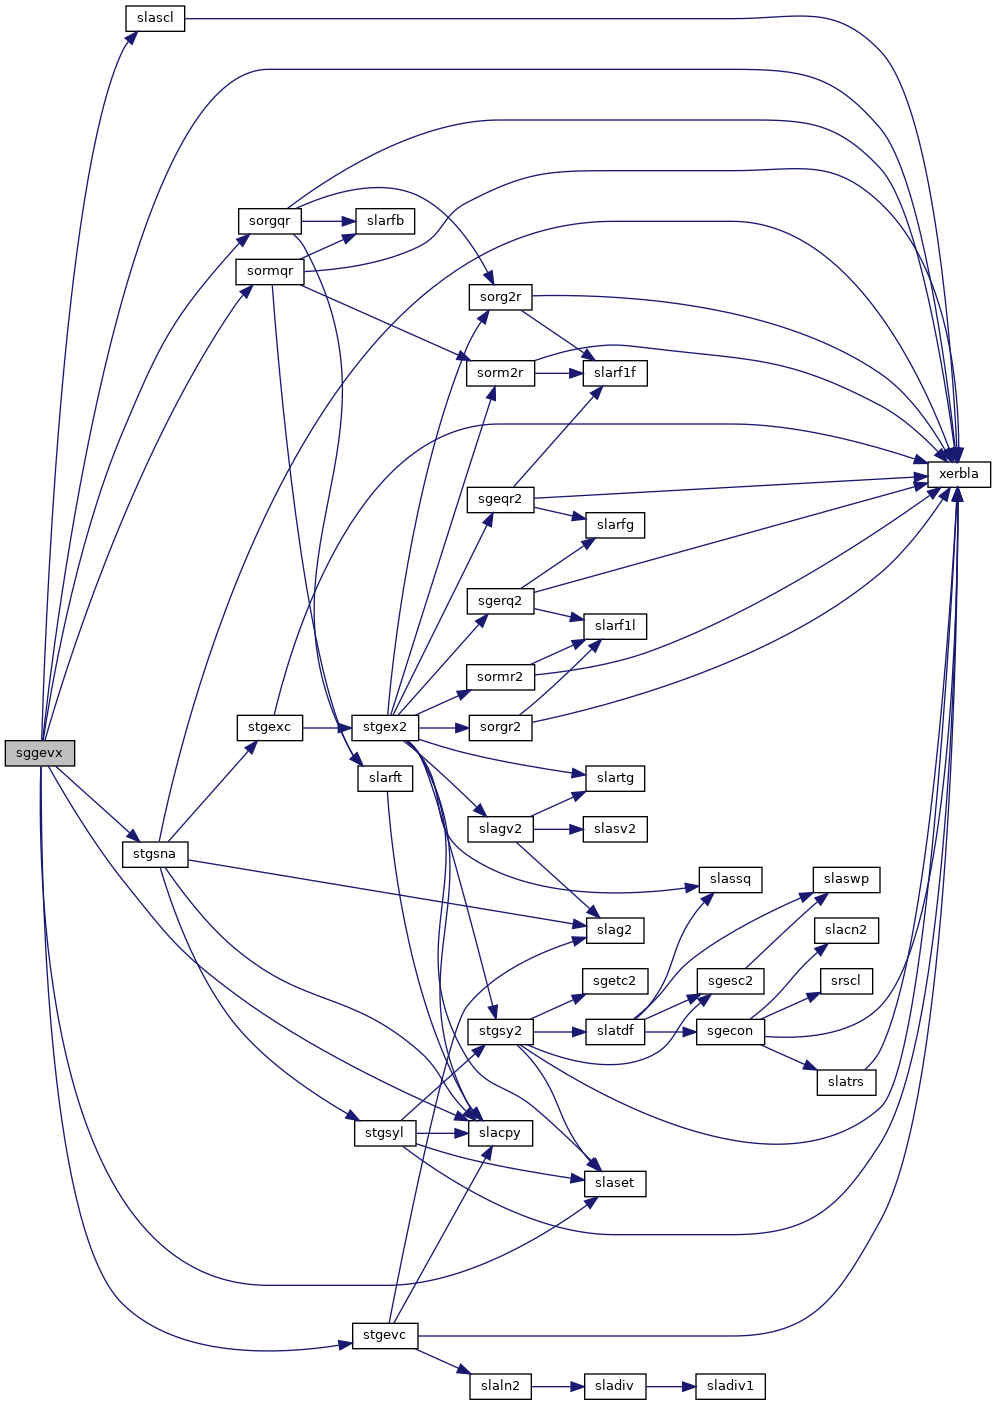 slascl
sorgqr
slarfb
sormqr
sorg2r
sorm2r
slarf1f
xerbla
sgeqr2
slarfg
sgerq2
slarf1l
sormr2
stgexc
stgex2
sorgr2
sggevx
slarft
slartg
slagv2
slasv2
stgsna
slassq
slaswp
slag2
slacn2
sgetc2
sgesc2
srscl
stgsy2
slatdf
sgecon
slatrs
stgsyl
slacpy
slaset
stgevc
slaln2
sladiv
sladiv1